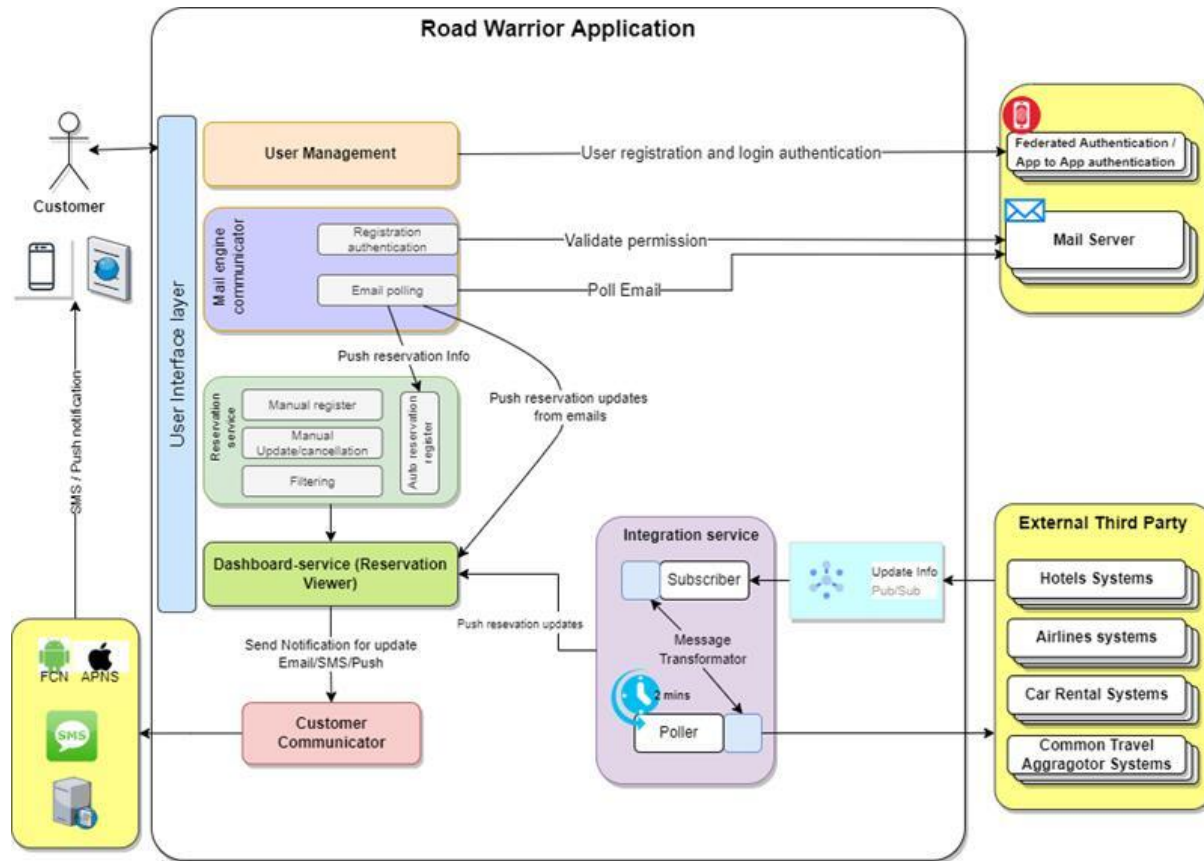 Road Warrior Application
Customer
User Interface layer
User Management
User registration and login authentication
Federated Authentication /
App to App authentication
Mail engine
communicator
Registration
authentication
Validate permission
Mail Server
Email polling
Poll Email
Push reservation Info
Push reservation updates
from emails
SMS / Push notification
Reservation
service
Manual register
Manual
Update/cancellation
Filtering
Auto reservation
register
Dashboard-service (Reservation
Viewer)
Push resevation updates
Integration service
Subscriber
Message
Transformator
2 mins
Poller
Update Info
Pub/Sub
External Third Party
Hotels Systems
Airlines systems
Car Rental Systems
Common Travel
Aggragotor Systems
Send Notification for update
Email/SMS/Push
Customer
Communicator
FCN
APNS
SMS